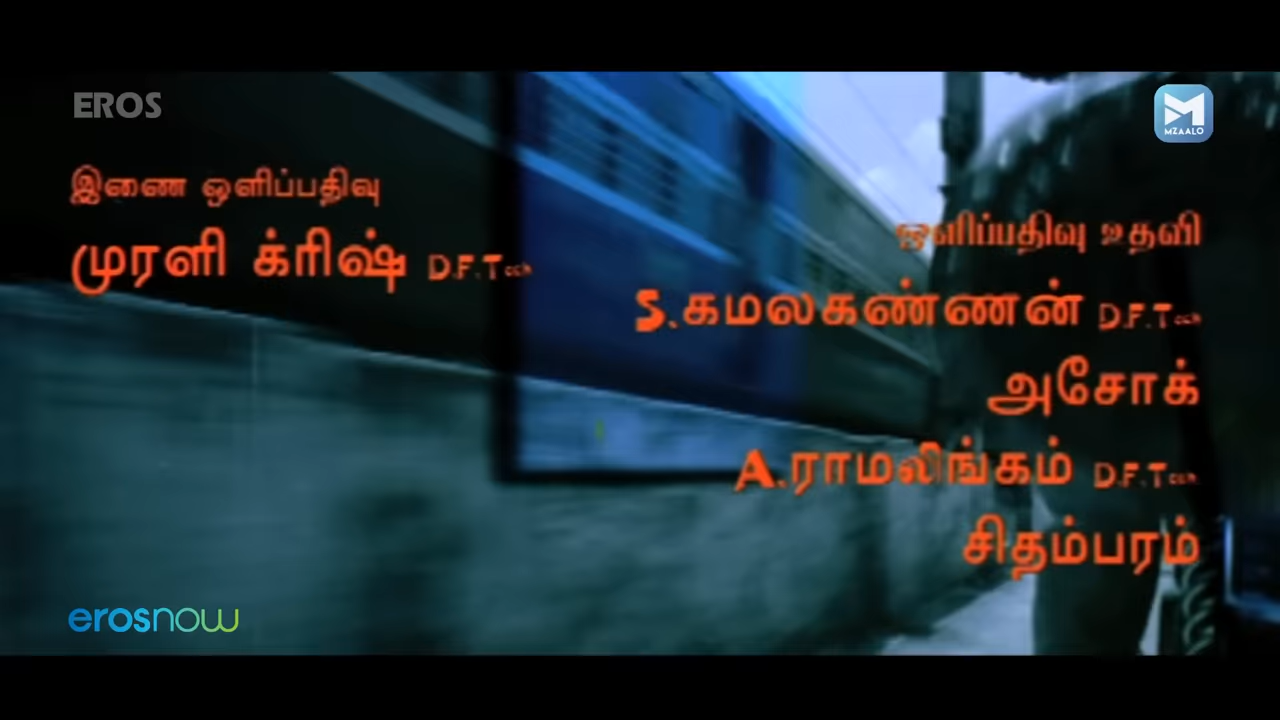 EROS
MZAALO
இணை ஒளிப்பதிவு
முரளி க்ரிஷ் D.F.Tech
ஒளிப்பதிவு உதவி
S.கமலகண்ணன் D.F.Tech
அசோக்
A.ராமலிங்கம் D.F.Tech
சிதம்பரம்
erosnow